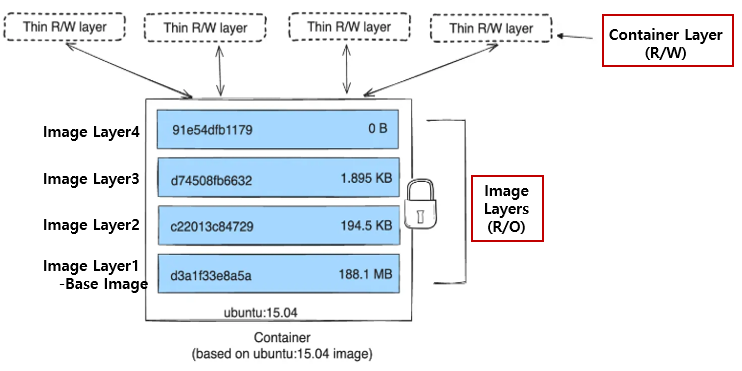 Thin R/W layer
Thin R/W layer
Thin R/W layer
Thin R/W layer
Container Layer
(R/W)
Image Layer4
91e54dfb1179
0 B
Image Layer3
d74508fb6632
1.895 KB
Image Layer2
c22013c84729
194.5 KB
Image Layer1
-Base Image
d3a1f33e8a5a
188.1 MB
Image
Layers
(R/O)
ubuntu:15.04
Container
(based on ubuntu:15.04 image)